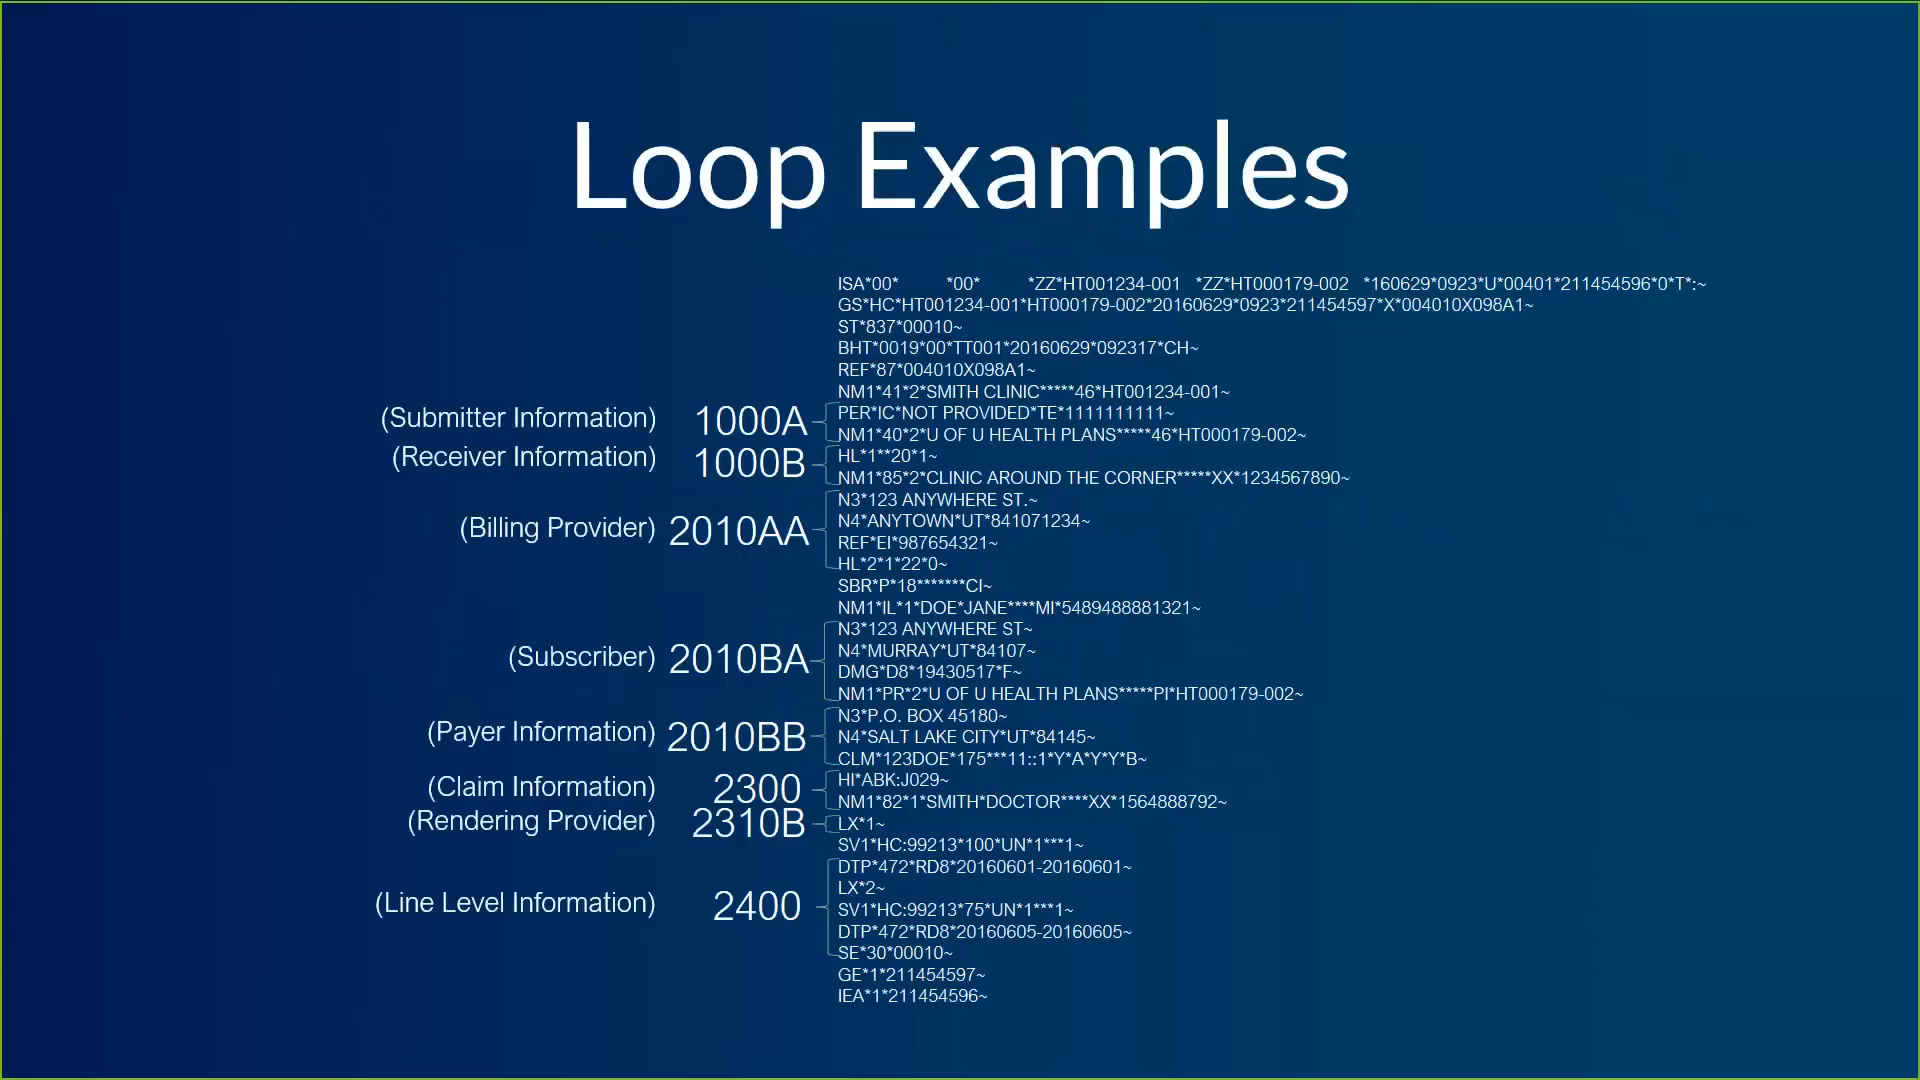 Loop Examples
ISA*00* *00* *ZZ*HT001234-001 *ZZ*HT000179-002 *160629*0923*U*00401*211454596*0*T*:~
GS*HC*HT001234-001*HT000179-002*20160629*0923*211454597*X*004010X098A1~
ST*837*00010~
BHT*0019*00*TT001*20160629*092317*CH~
REF*87*004010X098A1~
NM1*41*2*SMITH CLINIC*****46*HT001234-001~
(Submitter Information) 1000A
PER*IC*NOT PROVIDED*TE*1111111111~
NM1*40*2*U OF U HEALTH PLANS*****46*HT000179-002~
(Receiver Information) 1000B
HL*1**20*1~
NM1*85*2*CLINIC AROUND THE CORNER*****XX*1234567890~
(Billing Provider) 2010AA
N3*123 ANYWHERE ST.~
N4*ANYTOWN*UT*841071234~
REF*EI*987654321~
HL*2*1*22*0~
SBR*P*18*******CI~
NM1*IL*1*DOE*JANE****MI*5489488881321~
(Subscriber) 2010BA
N3*123 ANYWHERE ST~
N4*MURRAY*UT*84107~
DMG*D8*19430517*F~
NM1*PR*2*U OF U HEALTH PLANS*****PI*HT000179-002~
(Payer Information) 2010BB
N3*P.O. BOX 45180~
N4*SALT LAKE CITY*UT*84145~
CLM*123DOE*175***11::1*Y*A*Y*Y*B~
(Claim Information) 2300
HI*ABK:J029~
NM1*82*1*SMITH*DOCTOR****XX*1564888792~
(Rendering Provider) 2310B
LX*1~
SV1*HC:99213*100*UN*1***1~
(Line Level Information) 2400
DTP*472*RD8*20160601-20160601~
LX*2~
SV1*HC:99213*75*UN*1***1~
DTP*472*RD8*20160605-20160605~
SE*30*00010~
GE*1*211454597~
IEA*1*211454596~